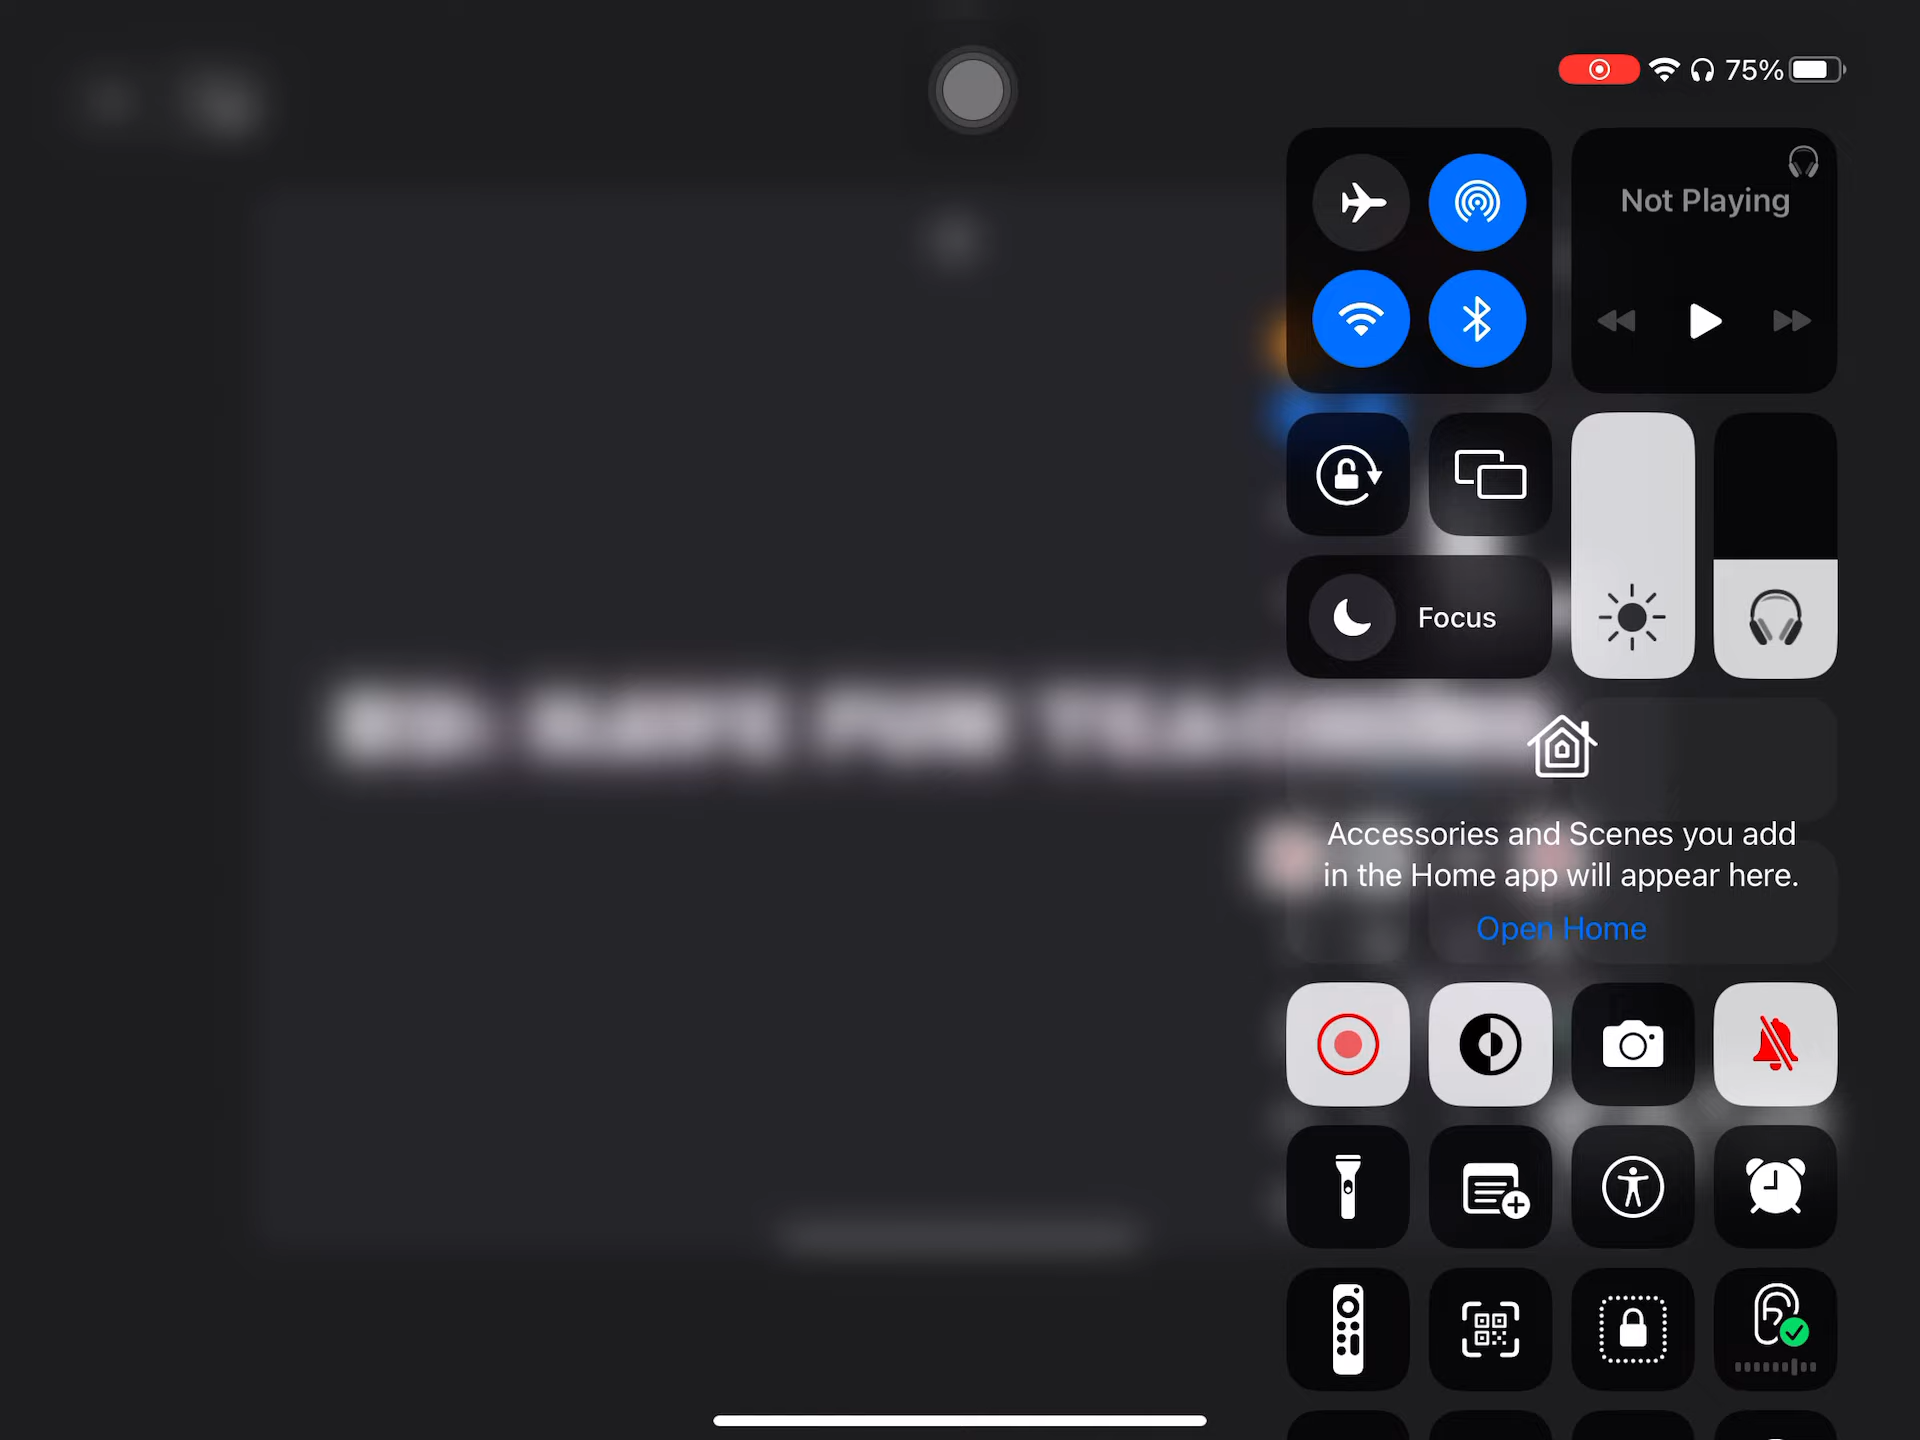 75%
Not Playing
Focus
Accessories and Scenes you add
in the Home app will appear here.
Open Home